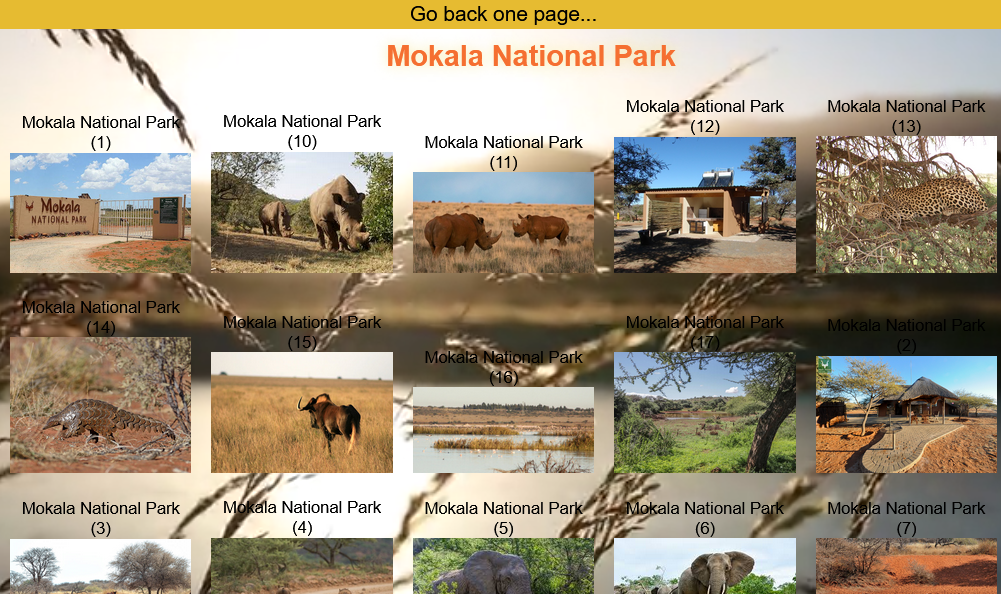 Go back one page...
Mokala National Park
Mokala National Park
(1)
Mokala National Park
(10)
Mokala National Park
(11)
Mokala National Park
(12)
Mokala National Park
(13)
Mokala
NATIONAL PARK
Mokala National Park
(14)
Mokala National Park
(15)
Mokala National Park
(16)
Mokala National Park
(17)
Mokala National Park
(2)
Mokala National Park
(3)
Mokala National Park
(4)
Mokala National Park
(5)
Mokala National Park
(6)
Mokala National Park
(7)